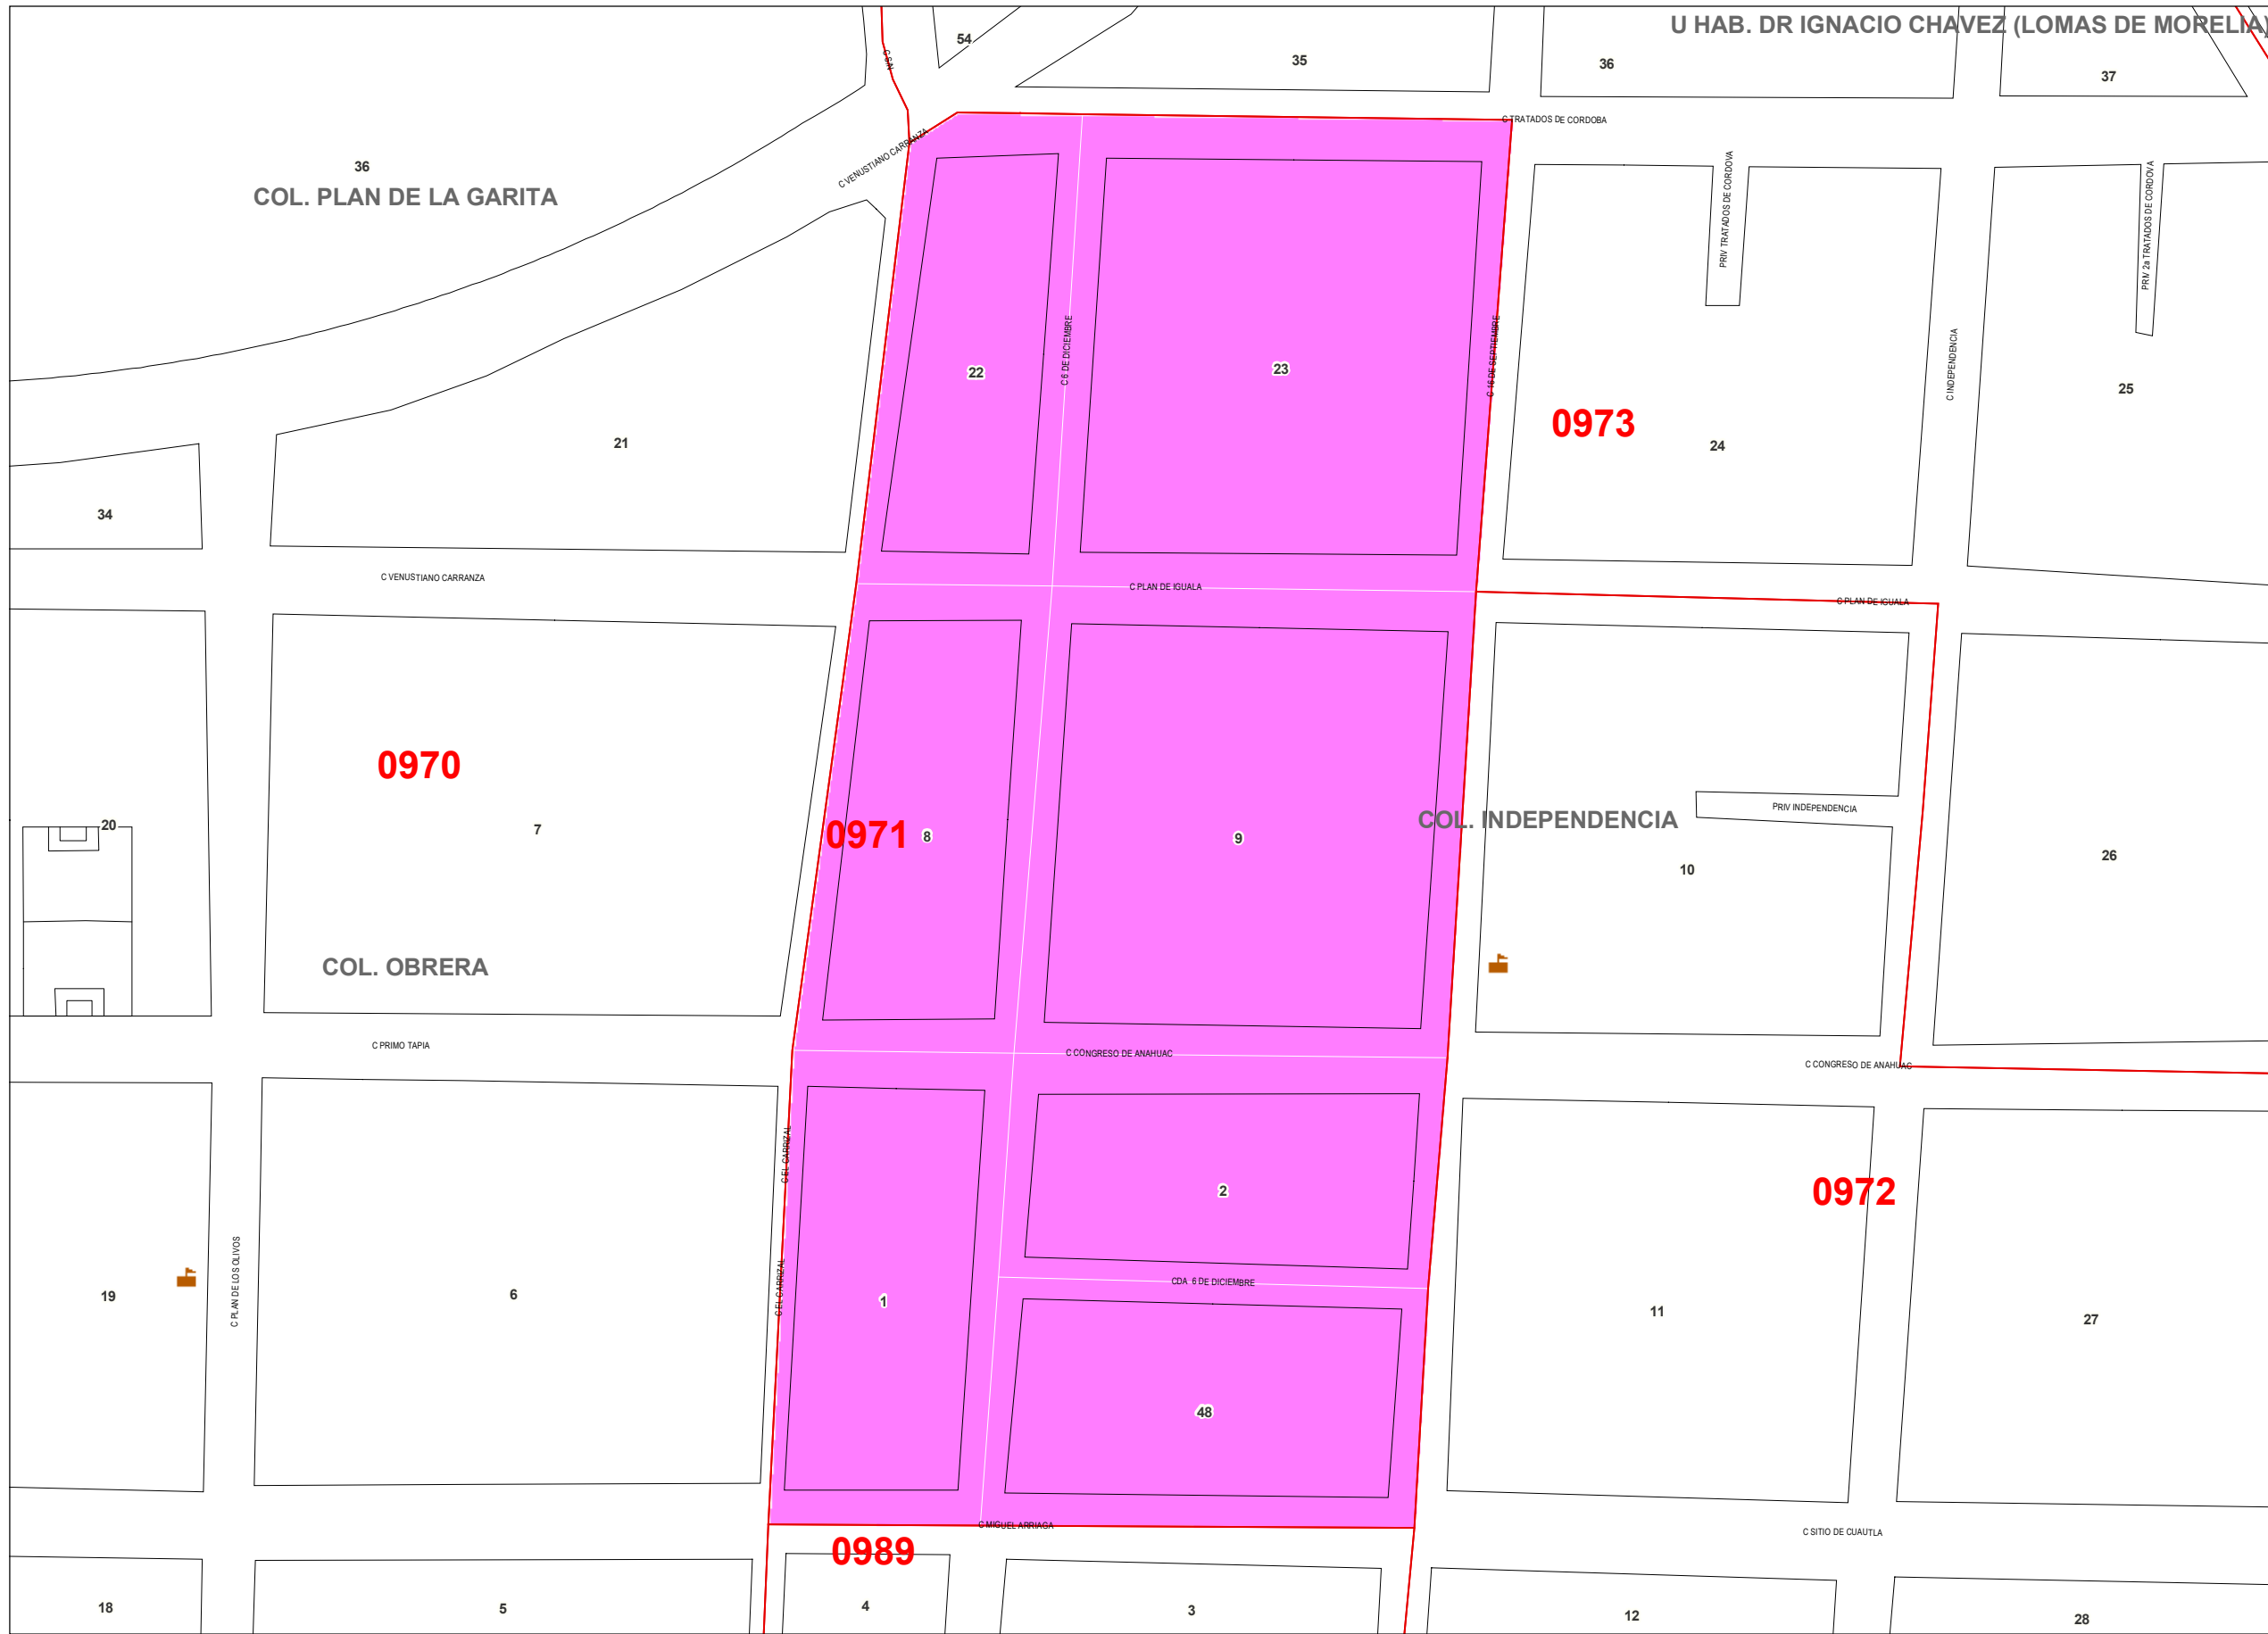 U HAB. DR IGNACIO CHAVEZ (LOMAS DE MORELIA)
54
C S/N
35
36
37
C TRATADOS DE CORDOBA
C VENUSTIANO CARRANZA
36
COL. PLAN DE LA GARITA
PRIV TRATADOS DE CORDOVA
PRIV 2a TRATADOS DE CORDOVA
C 6 DE DICIEMBRE
C 16 DE SEPTIEMBRE
C INDEPENDENCIA
22
23
25
0973
21
24
34
C VENUSTIANO CARRANZA
C PLAN DE IGUALA
C PLAN DE IGUALA
0970
PRIV INDEPENDENCIA
COL. INDEPENDENCIA
20
7
0971
8
9
26
10
COL. OBRERA
C PRIMO TAPIA
C CONGRESO DE ANAHUAC
C CONGRESO DE ANAHUAC
C EL CARRIZAL
2
0972
C PLAN DE LOS OLIVOS
C EL CARRIZAL
CDA 6 DE DICIEMBRE
19
6
1
11
27
48
C MIGUEL ARRIAGA
C SITIO DE CUAUTLA
0989
18
5
4
3
12
28